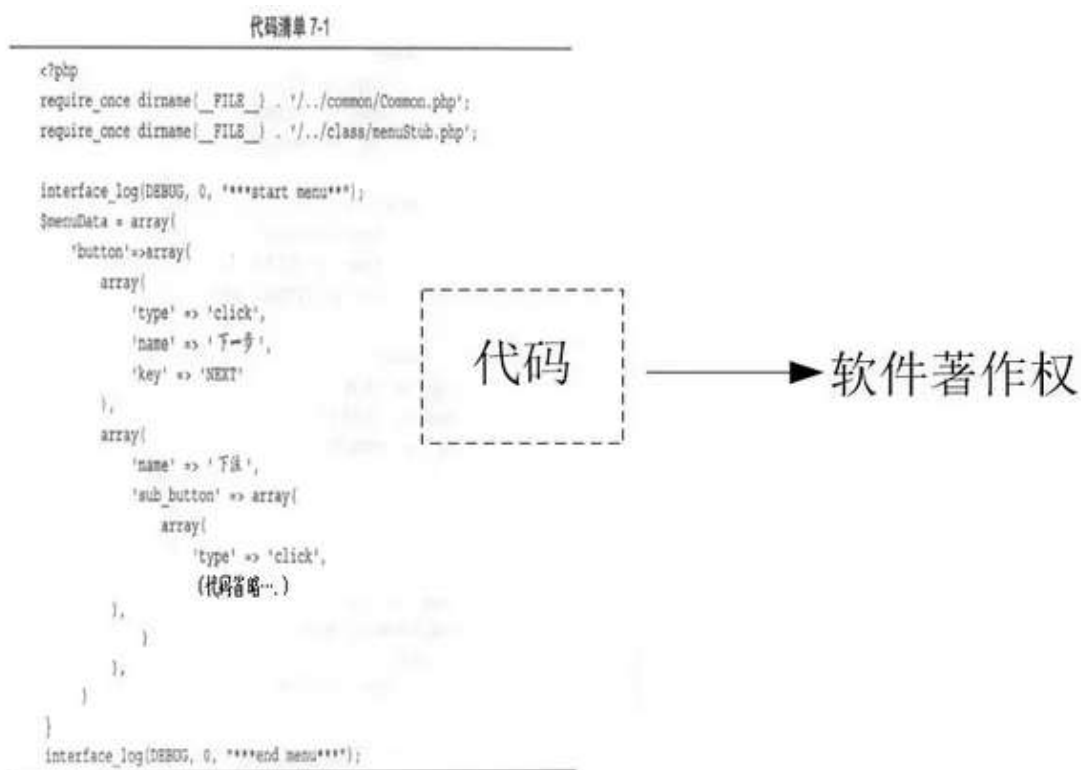 代码清单 7-1
<?php
require_once dirname(__FILE__) . '/../common/Common.php';
require_once dirname(__FILE__) . '/../class/menuStub.php';
interface_log(DEBUG, 0, "***start menu**");
$menuData = array(
'button'=>array(
array(
'type' => 'click',
'name' => '下一步',
'key' => 'NEXT'
),
array(
'name' => '下注',
'sub_button' => array(
array(
'type' => 'click',
(代码省略….)
),
)
),
)
}
interface_log(DEBUG, 0, "***end menu***");
代码
软件著作权